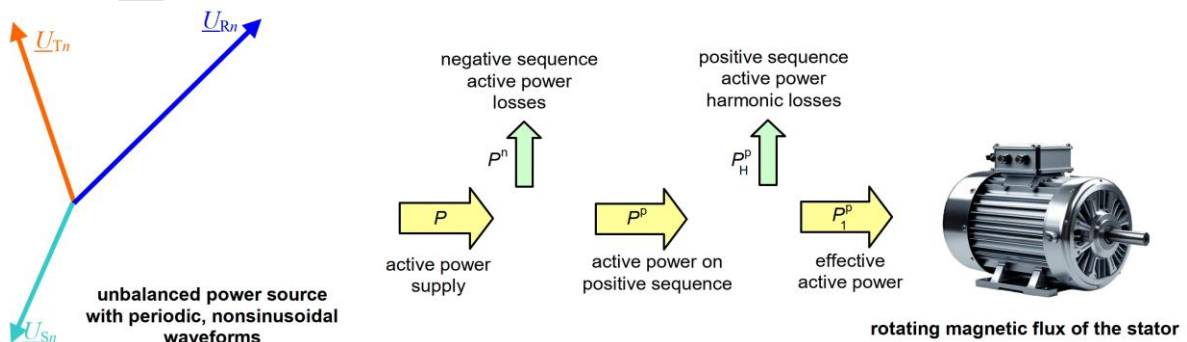 U_Tn
U_Rn
U_Sn
unbalanced power source
with periodic, nonsinusoidal
waveforms
P
active power
supply
negative sequence
active power
losses
P^n
P^p
active power on
positive sequence
positive sequence
active power
harmonic losses
P_H^p
P_1^p
effective
active power
rotating magnetic flux of the stator